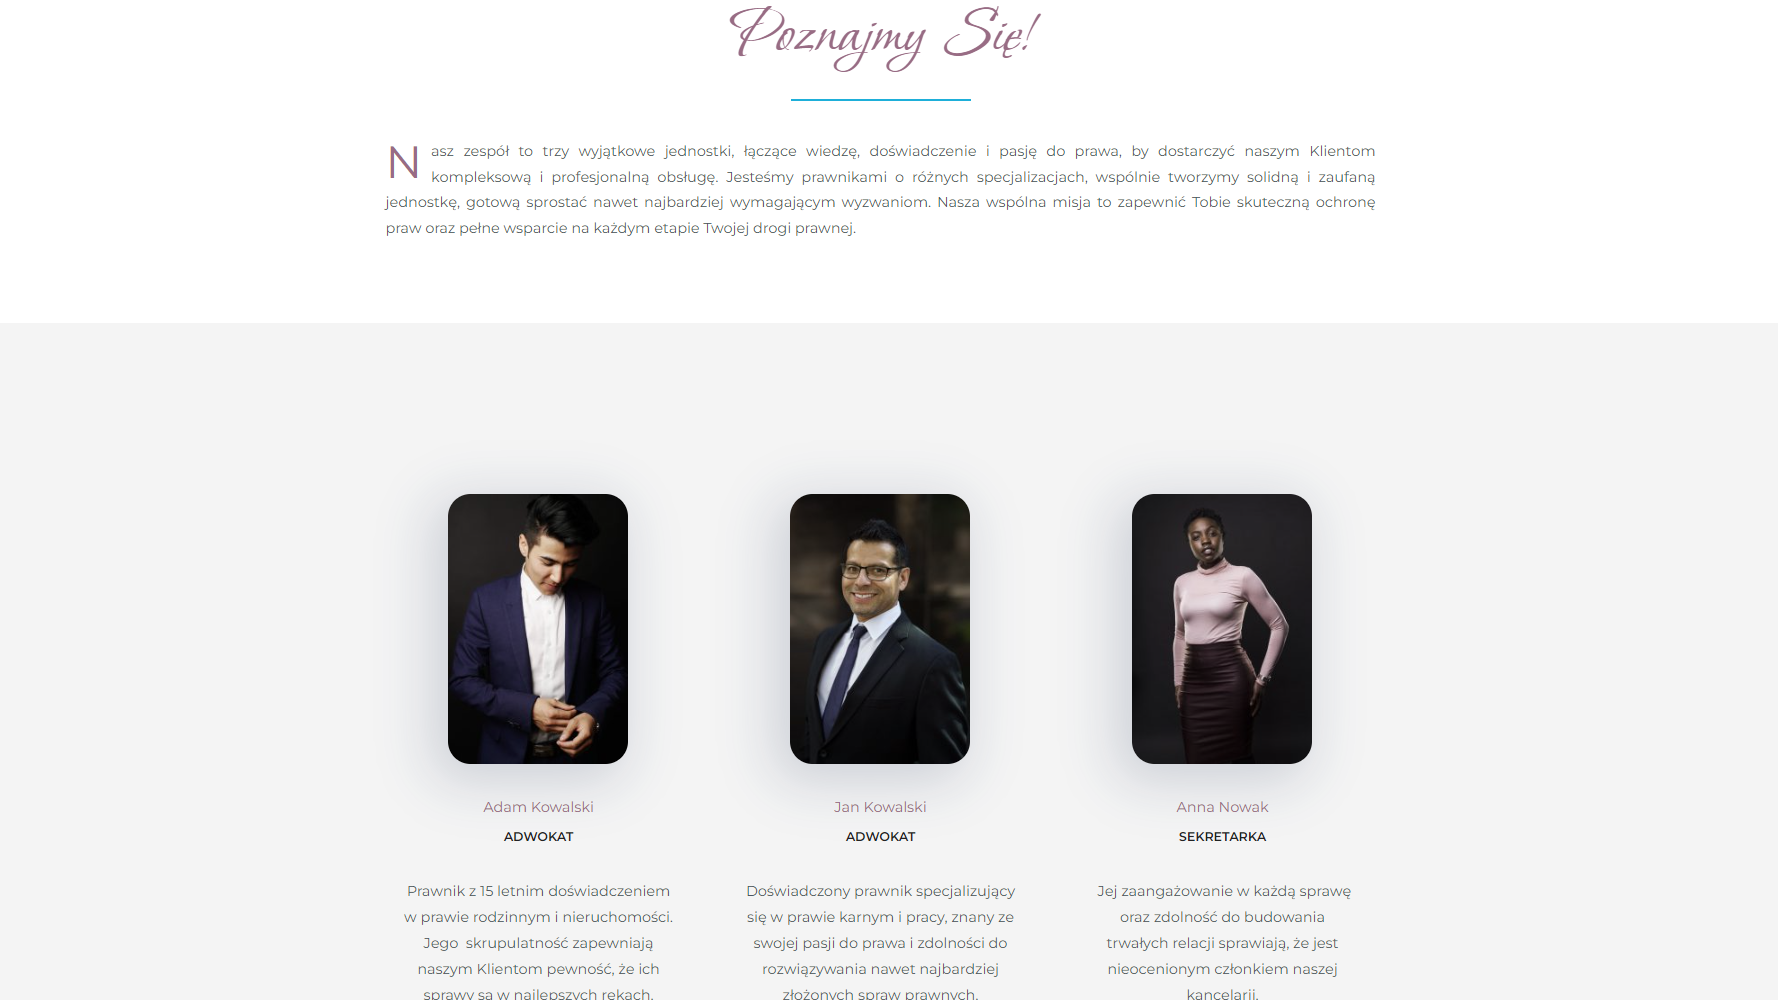 Poznajmy Się!
Nasz zespół to trzy wyjątkowe jednostki, łączące wiedzę, doświadczenie i pasję do prawa, by dostarczyć naszym Klientom
kompleksową i profesjonalną obsługę. Jesteśmy prawnikami o różnych specjalizacjach, wspólnie tworzymy solidną i zaufaną
jednostkę, gotową sprostać nawet najbardziej wymagającym wyzwaniom. Nasza wspólna misja to zapewnić Tobie skuteczną ochronę
praw oraz pełne wsparcie na każdym etapie Twojej drogi prawnej.
Adam Kowalski
ADWOKAT
Prawnik z 15 letnim doświadczeniem
w prawie rodzinnym i nieruchomości.
Jego skrupulatność zapewniają
naszym Klientom pewność, że ich
sprawy są w najlepszych rękach.
Jan Kowalski
ADWOKAT
Doświadczony prawnik specjalizujący
się w prawie karnym i pracy, znany ze
swojej pasji do prawa i zdolności do
rozwiązywania nawet najbardziej
złożonych spraw prawnych.
Anna Nowak
SEKRETARKA
Jej zaangażowanie w każdą sprawę
oraz zdolność do budowania
trwałych relacji sprawiają, że jest
nieocenionym członkiem naszej
kancelarii.